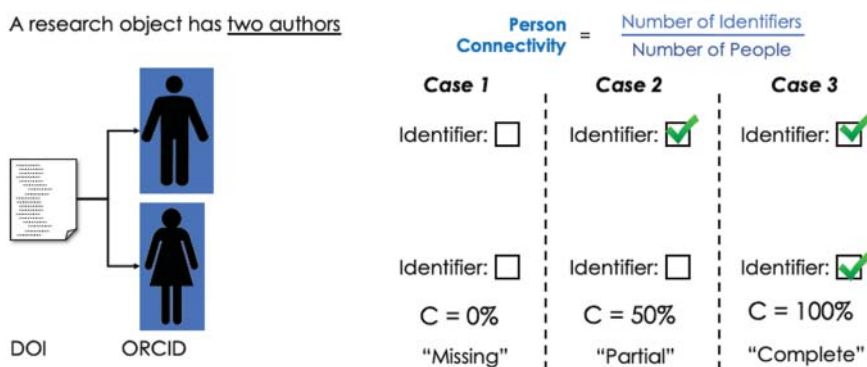 A research object has two authors
DOI
ORCID
Person Connectivity = Number of Identifiers
Number of People
Case 1
Identifier:
Identifier:
C = 0%
“Missing”
Case 2
Identifier:
Identifier:
C = 50%
“Partial”
Case 3
Identifier:
Identifier:
C = 100%
“Complete”